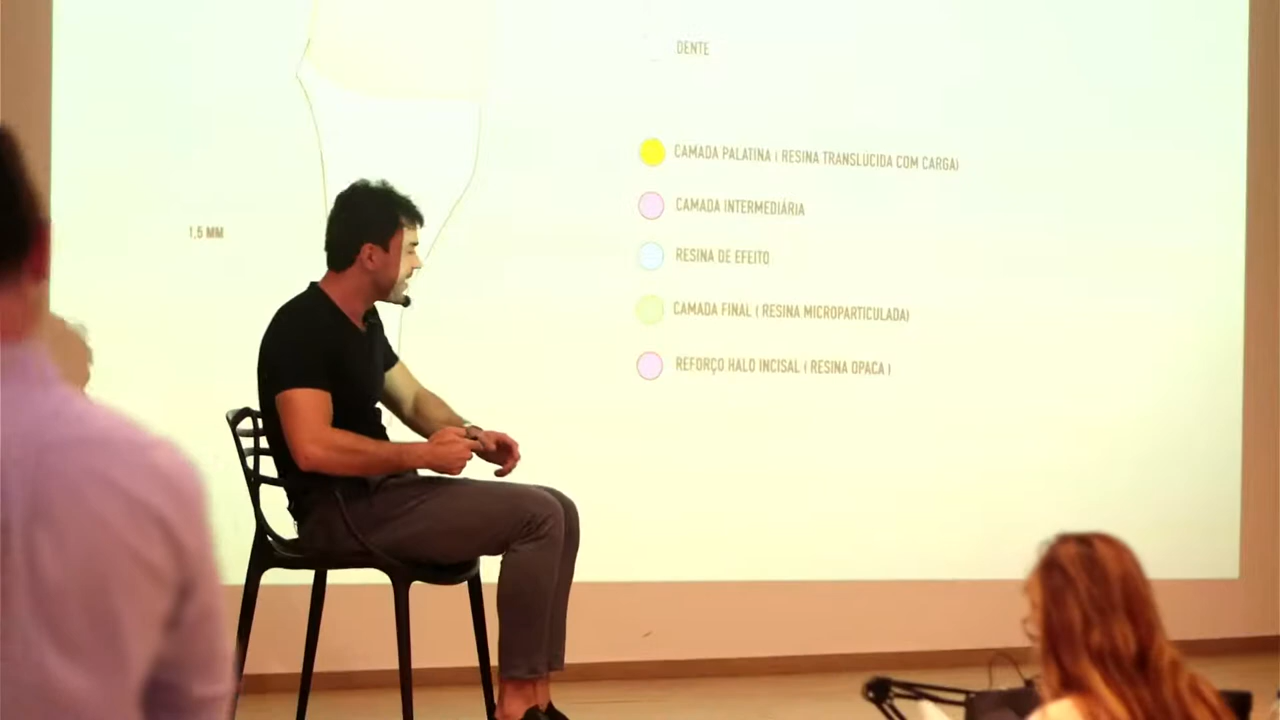 DENTE
CAMADA PALATINA ( RESINA TRANSLÚCIDA COM CARGA)
CAMADA INTERMEDIÁRIA
1,5 MM
RESINA DE EFEITO
CAMADA FINAL ( RESINA MICROPARTICULADA)
REFORÇO HALO INCISAL ( RESINA OPACA )